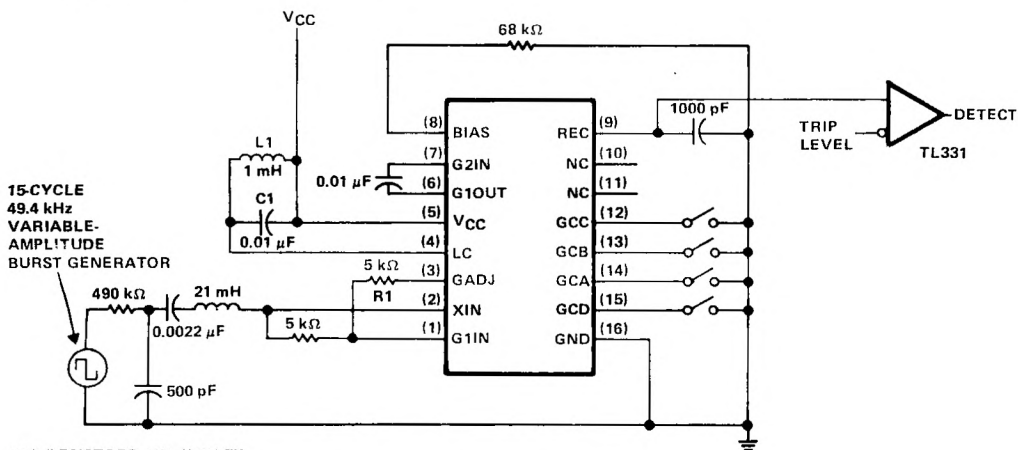 VCC
68 kΩ
1000 pF
(8) BIAS
REC (9)
(7) G2IN
NC (10)
(6) G1OUT
NC (11)
(5) VCC
GCC (12)
(4) LC
GCB (13)
(3) GADJ
GCA (14)
(2) XIN
GCD (15)
(1) G1IN
GND (16)
TRIP
LEVEL
DETECT
TL331
L1
1 mH
C1
0.01 μF
0.01 μF
15-CYCLE
49.4 kHz
VARIABLE-
AMPLITUDE
BURST GENERATOR
490 kΩ
21 mH
0.0022 μF
500 pF
5 kΩ
R1
5 kΩ